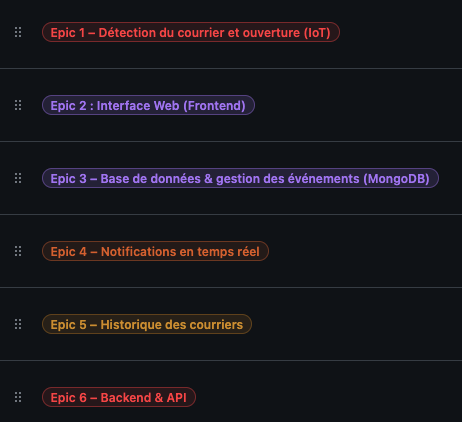 Epic 1 – Détection du courrier et ouverture (IoT)
Epic 2 : Interface Web (Frontend)
Epic 3 – Base de données & gestion des événements (MongoDB)
Epic 4 – Notifications en temps réel
Epic 5 – Historique des courriers
Epic 6 – Backend & API